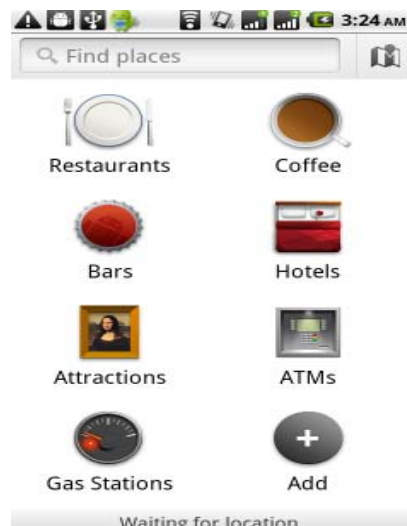 3:24 AM
Find places
Restaurants
Coffee
Bars
Hotels
Attractions
ATMs
Gas Stations
Add
Waiting for location